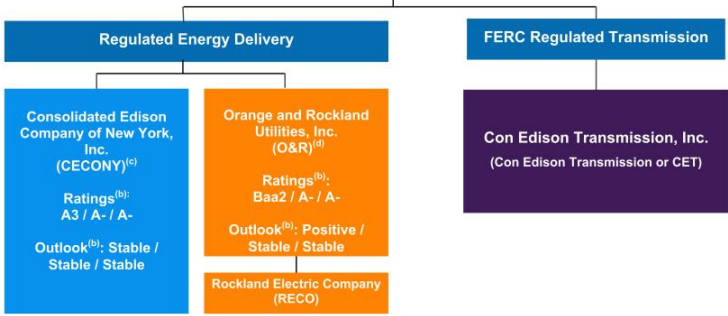 Regulated Energy Delivery
FERC Regulated Transmission
Consolidated Edison
Company of New York,
Inc.
(CECONY)(c)
Ratings(b):
A3 / A- / A-
Outlook(b): Stable /
Stable / Stable
Orange and Rockland
Utilities, Inc.
(O&R)(d)
Ratings(b):
Baa2 / A- / A-
Outlook(b): Positive /
Stable / Stable
Rockland Electric Company
(RECO)
Con Edison Transmission, Inc.
(Con Edison Transmission or CET)